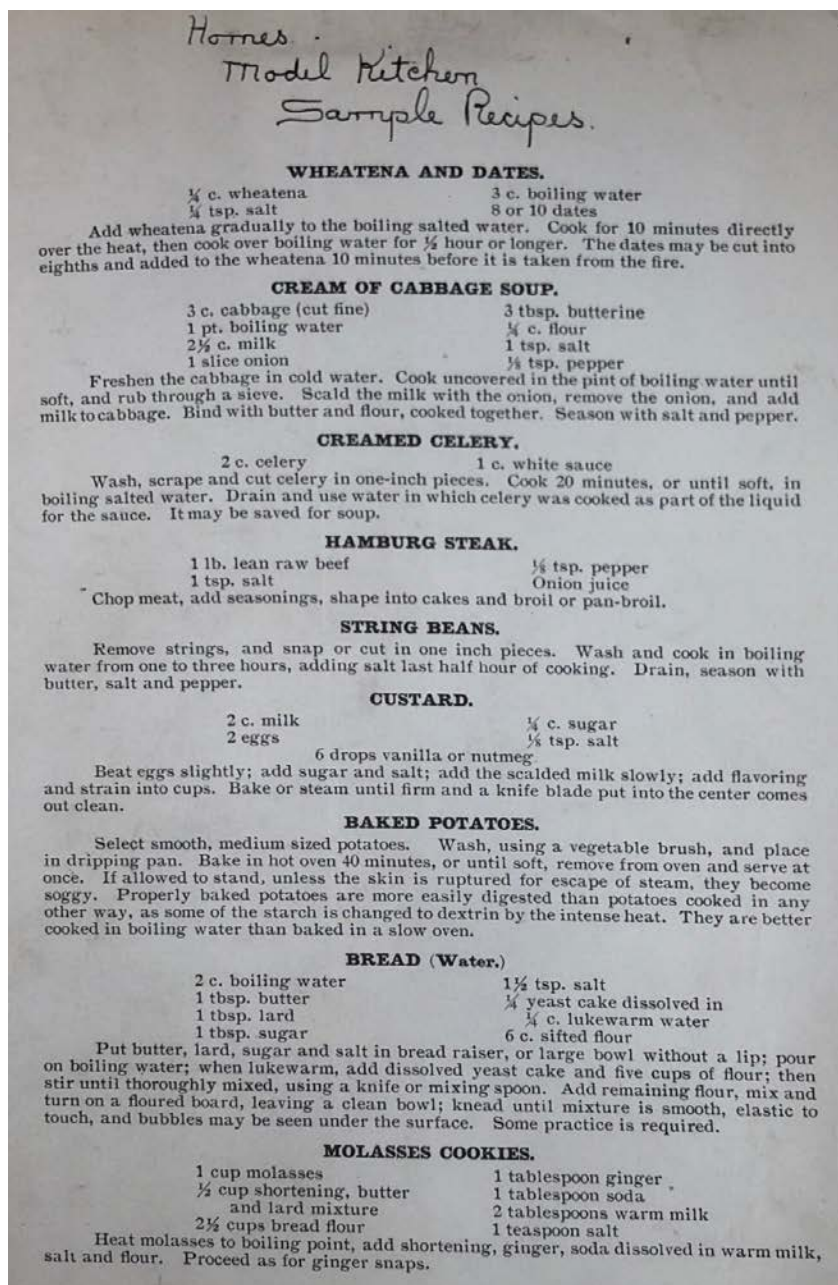 Homes.
Model Kitchen
Sample Recipes.
WHEATENA AND DATES.
¼ c. wheatena 3 c. boiling water
¼ tsp. salt 8 or 10 dates
Add wheatena gradually to the boiling salted water. Cook for 10 minutes directly
over the heat, then cook over boiling water for ½ hour or longer. The dates may be cut into
eighths and added to the wheatena 10 minutes before it is taken from the fire.
CREAM OF CABBAGE SOUP.
3 c. cabbage (cut fine) 3 tbsp. butterine
1 pt. boiling water ¼ c. flour
2½ c. milk 1 tsp. salt
1 slice onion ⅛ tsp. pepper
Freshen the cabbage in cold water. Cook uncovered in the pint of boiling water until
soft, and rub through a sieve. Scald the milk with the onion, remove the onion, and add
milk to cabbage. Bind with butter and flour, cooked together. Season with salt and pepper.
CREAMED CELERY.
2 c. celery 1 c. white sauce
Wash, scrape and cut celery in one-inch pieces. Cook 20 minutes, or until soft, in
boiling salted water. Drain and use water in which celery was cooked as part of the liquid
for the sauce. It may be saved for soup.
HAMBURG STEAK.
1 lb. lean raw beef ⅛ tsp. pepper
1 tsp. salt Onion juice
Chop meat, add seasonings, shape into cakes and broil or pan-broil.
STRING BEANS.
Remove strings, and snap or cut in one inch pieces. Wash and cook in boiling
water from one to three hours, adding salt last half hour of cooking. Drain, season with
butter, salt and pepper.
CUSTARD.
2 c. milk ¼ c. sugar
2 eggs ⅛ tsp. salt
6 drops vanilla or nutmeg
Beat eggs slightly; add sugar and salt; add the scalded milk slowly; add flavoring
and strain into cups. Bake or steam until firm and a knife blade put into the center comes
out clean.
BAKED POTATOES.
Select smooth, medium sized potatoes. Wash, using a vegetable brush, and place
in dripping pan. Bake in hot oven 40 minutes, or until soft, remove from oven and serve at
once. If allowed to stand, unless the skin is ruptured for escape of steam, they become
soggy. Properly baked potatoes are more easily digested than potatoes cooked in any
other way, as some of the starch is changed to dextrin by the intense heat. They are better
cooked in boiling water than baked in a slow oven.
BREAD (Water.)
2 c. boiling water 1½ tsp. salt
1 tbsp. butter ¼ yeast cake dissolved in
1 tbsp. lard ¼ c. lukewarm water
1 tbsp. sugar 6 c. sifted flour
Put butter, lard, sugar and salt in bread raiser, or large bowl without a lip; pour
on boiling water; when lukewarm, add dissolved yeast cake and five cups of flour; then
stir until thoroughly mixed, using a knife or mixing spoon. Add remaining flour, mix and
turn on a floured board, leaving a clean bowl; knead until mixture is smooth, elastic to
touch, and bubbles may be seen under the surface. Some practice is required.
MOLASSES COOKIES.
1 cup molasses 1 tablespoon ginger
½ cup shortening, butter 1 tablespoon soda
and lard mixture 2 tablespoons warm milk
2½ cups bread flour 1 teaspoon salt
Heat molasses to boiling point, add shortening, ginger, soda dissolved in warm milk,
salt and flour. Proceed as for ginger snaps.